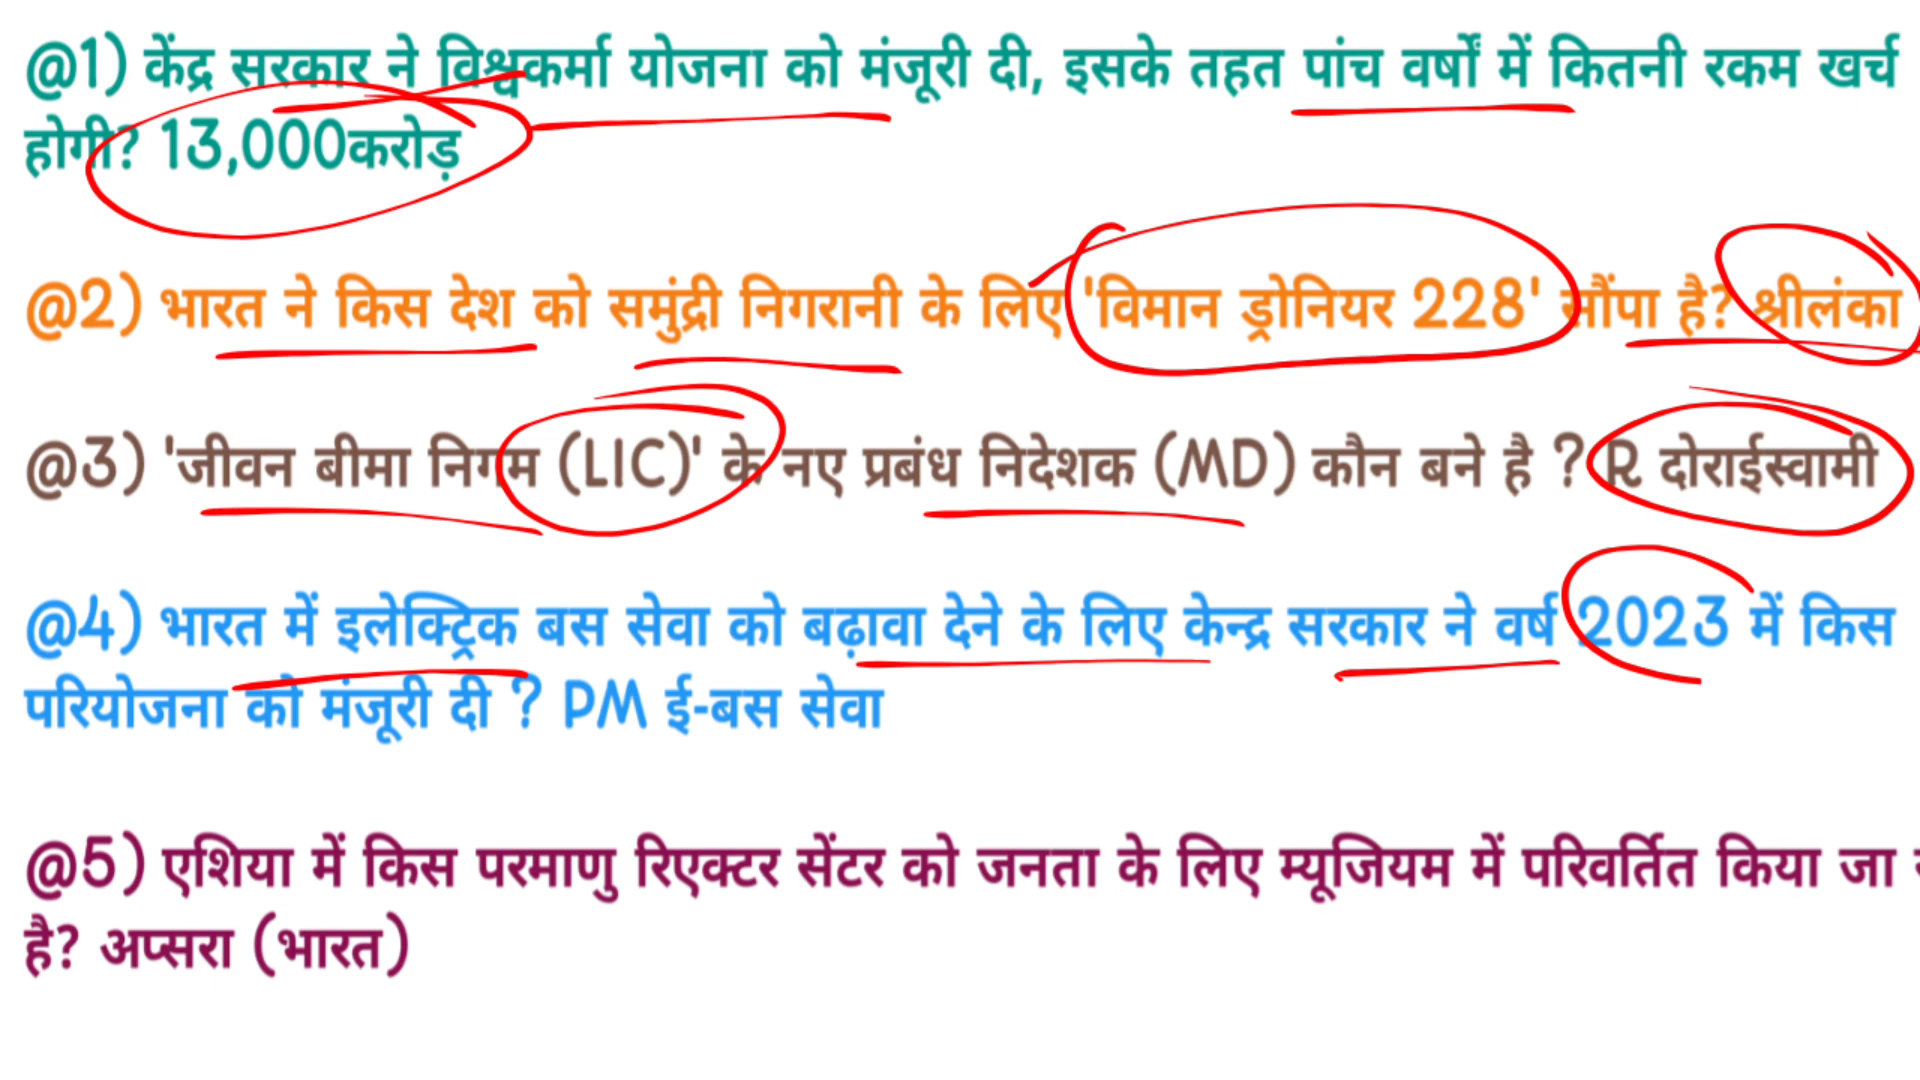 @1) केंद्र सरकार ने विश्वकर्मा योजना को मंजूरी दी, इसके तहत पांच वर्षों में कितनी रकम खर्च
होगी? 13,000करोड़
@2) भारत ने किस देश को समुंद्री निगरानी के लिए 'विमान ड्रोनियर 228' सौंपा है? श्रीलंका
@3) 'जीवन बीमा निगम (LIC)' के नए प्रबंध निदेशक (MD) कौन बने है ? R दोराईस्वामी
@4) भारत में इलेक्ट्रिक बस सेवा को बढ़ावा देने के लिए केन्द्र सरकार ने वर्ष 2023 में किस
परियोजना को मंजूरी दी ? PM ई-बस सेवा
@5) एशिया में किस परमाणु रिएक्टर सेंटर को जनता के लिए म्यूजियम में परिवर्तित किया जा
है? अप्सरा (भारत)